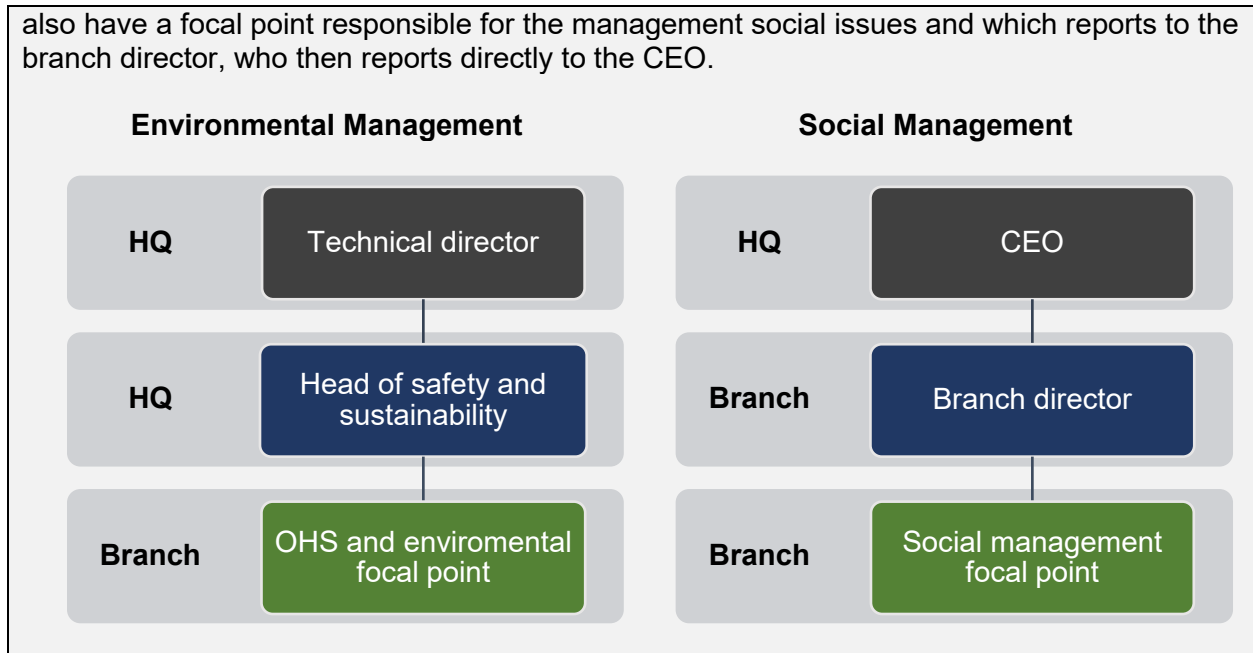 also have a focal point responsible for the management social issues and which reports to the
branch director, who then reports directly to the CEO.
Environmental Management
HQ
Technical director
HQ
Head of safety and
sustainability
Branch
OHS and enviromental
focal point
Social Management
HQ
CEO
Branch
Branch director
Branch
Social management
focal point